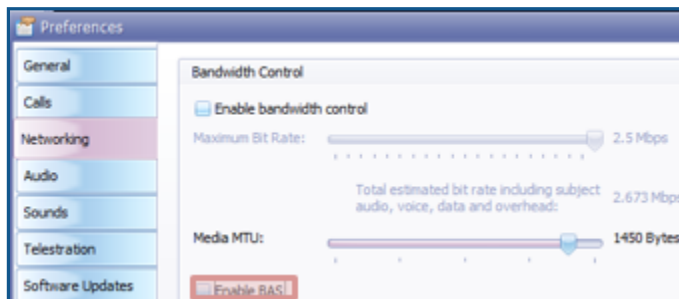 Preferences
General
Calls
Networking
Audio
Sounds
Telestration
Software Updates
Bandwidth Control
Enable bandwidth control
Maximum Bit Rate:
2.5 Mbps
Total estimated bit rate including subject
audio, voice, data and overhead:
2.673 Mbps
Media MTU:
1450 Bytes
Enable BAS